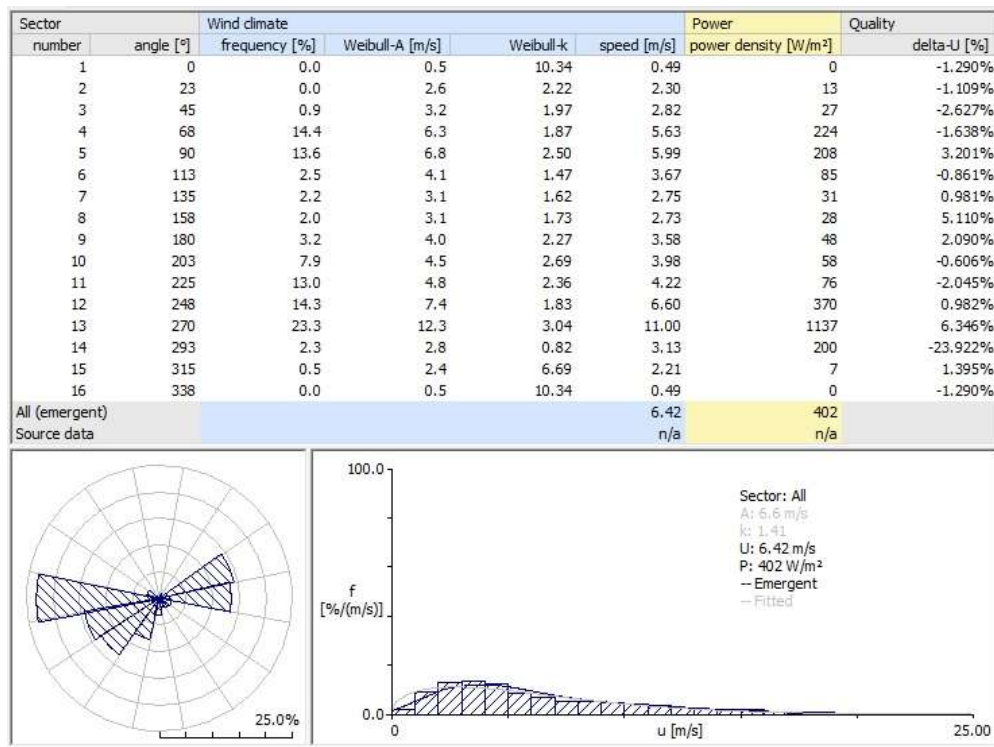 Sector Wind climate Power Quality
number angle [°] frequency [%] Weibull-A [m/s] Weibull-k speed [m/s] power density [W/m²] delta-U [%]
1 0 0.0 0.5 10.34 0.49 0 -1.290%
2 23 0.0 2.6 2.22 2.30 13 -1.109%
3 45 0.9 3.2 1.97 2.82 27 -2.627%
4 68 14.4 6.3 1.87 5.63 224 -1.638%
5 90 13.6 6.8 2.50 5.99 208 3.201%
6 113 2.5 4.1 1.47 3.67 85 -0.861%
7 135 2.2 3.1 1.62 2.75 31 0.981%
8 158 2.0 3.1 1.73 2.73 28 5.110%
9 180 3.2 4.0 2.27 3.58 48 2.090%
10 203 7.9 4.5 2.69 3.98 58 -0.606%
11 225 13.0 4.8 2.36 4.22 76 -2.045%
12 248 14.3 7.4 1.83 6.60 370 0.982%
13 270 23.3 12.3 3.04 11.00 1137 6.346%
14 293 2.3 2.8 0.82 3.13 200 -23.922%
15 315 0.5 2.4 6.69 2.21 7 1.395%
16 338 0.0 0.5 10.34 0.49 0 -1.290%
All (emergent) 6.42 402
Source data n/a n/a
25.0%
100.0
f
[%/(m/s)]
0.0
0
u [m/s]
25.00
Sector: All
A: 6.6 m/s
k: 1.41
U: 6.42 m/s
P: 402 W/m²
-- Emergent
-- Fitted